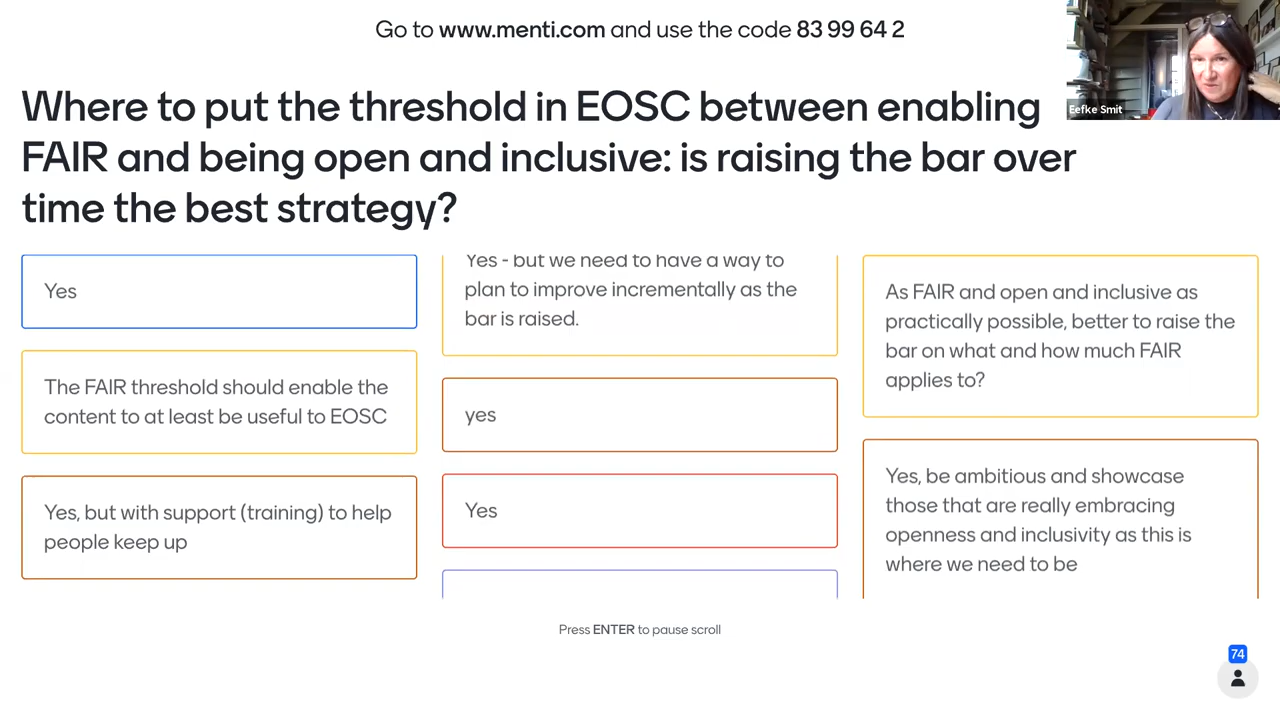 Go to www.menti.com and use the code 83 99 64 2
Eefke Smit
Where to put the threshold in EOSC between enabling
FAIR and being open and inclusive: is raising the bar over
time the best strategy?
Yes
The FAIR threshold should enable the
content to at least be useful to EOSC
Yes, but with support (training) to help
people keep up
Yes - but we need to have a way to
plan to improve incrementally as the
bar is raised.
yes
Yes
As FAIR and open and inclusive as
practically possible, better to raise the
bar on what and how much FAIR
applies to?
Yes, be ambitious and showcase
those that are really embracing
openness and inclusivity as this is
where we need to be
Press ENTER to pause scroll
74